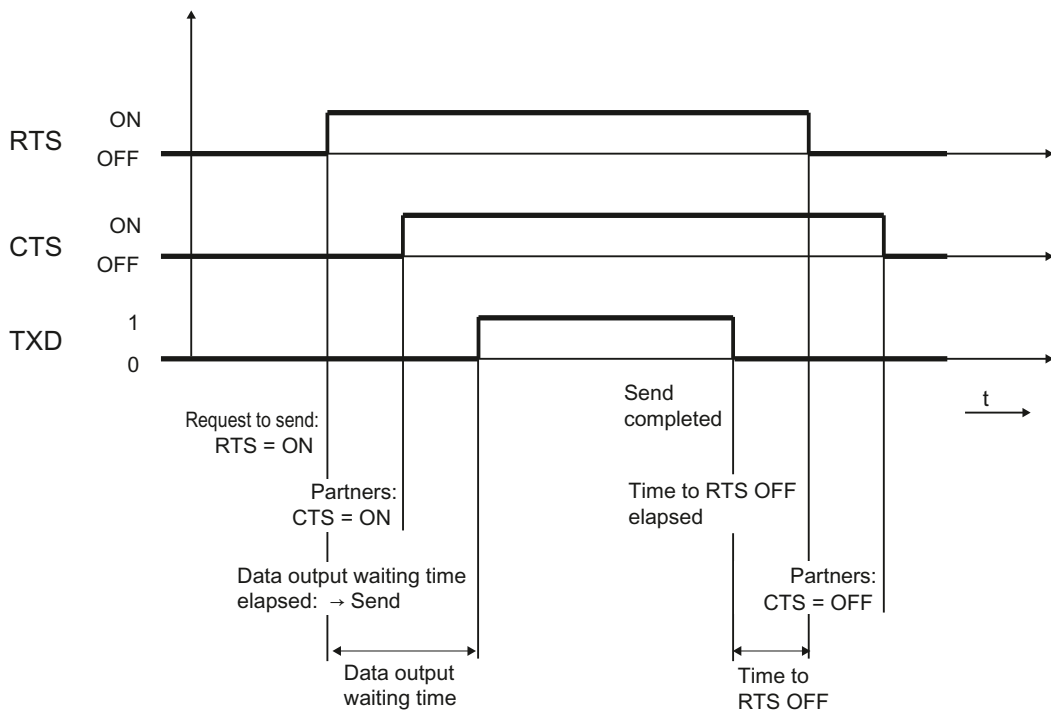 ON
RTS
OFF
ON
CTS
OFF
1
TXD
0
t
Request to send:
RTS = ON
Send
completed
Partners:
CTS = ON
Time to RTS OFF
elapsed
Data output waiting time
elapsed: → Send
Partners:
CTS = OFF
Data output
waiting time
Time to
RTS OFF